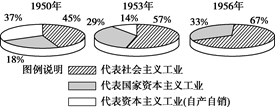 1950年 1953年 1956年
37% 45% 29% 14% 57% 33% 67%
18%
图例说明 代表社会主义工业
代表国家资本主义工业
代表资本主义工业(自产自销)